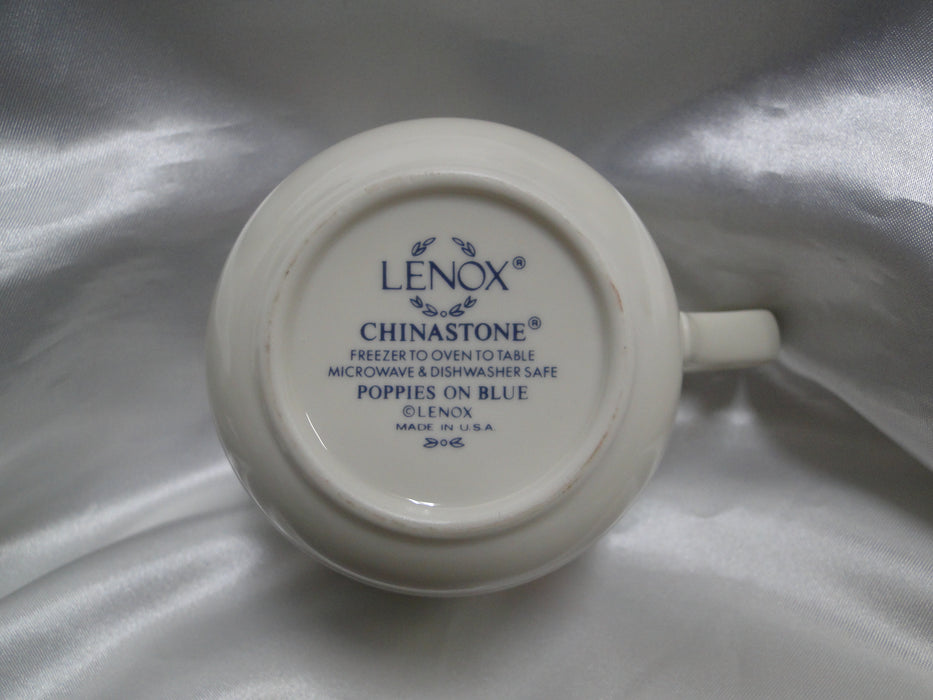 LENOX®
CHINASTONE®
FREEZER TO OVEN TO TABLE
MICROWAVE & DISHWASHER SAFE
POPPIES ON BLUE
©LENOX
MADE IN U.S.A.